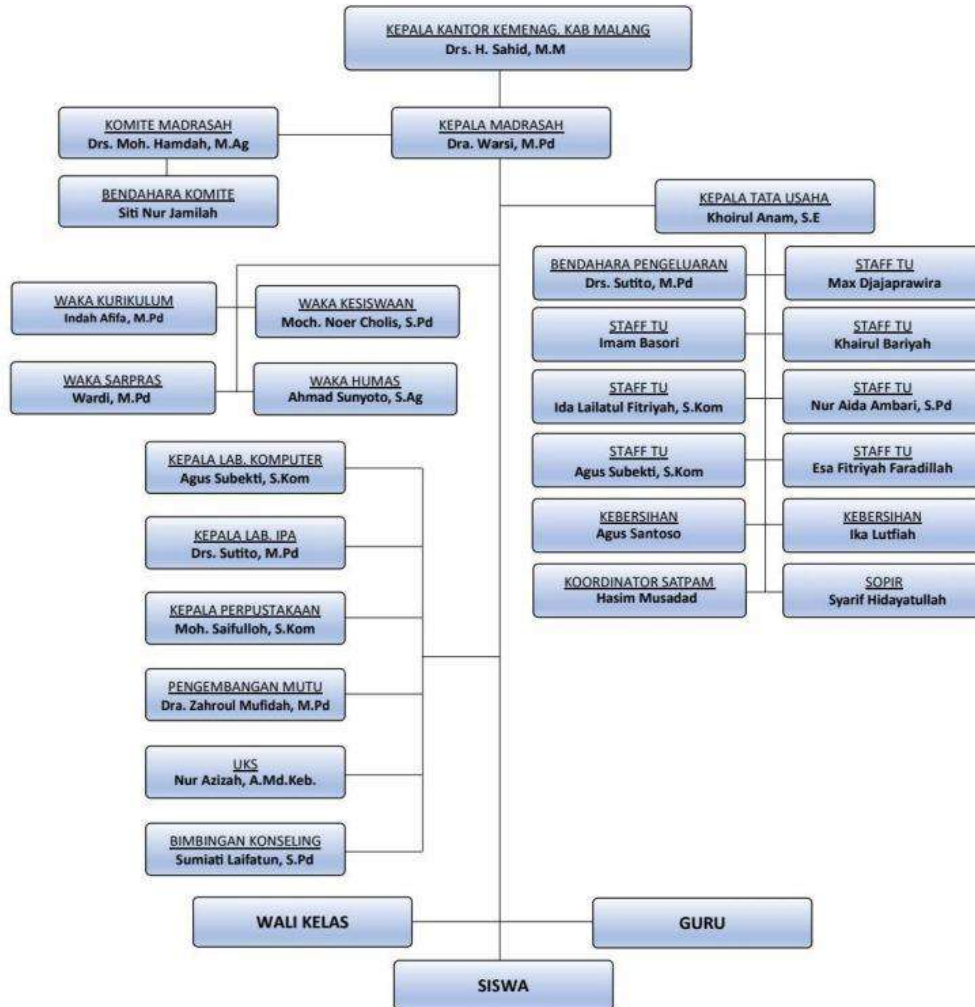 KEPALA KANTOR KEMENAG. KAB MALANG
Drs. H. Sahid, M.M
KOMITE MADRASAH
Drs. Moh. Hamdah, M.Ag
KEPALA MADRASAH
Dra. Warsi, M.Pd
BENDAHARA KOMITE
Siti Nur Jamilah
KEPALA TATA USAHA
Khoirul Anam, S.E
WAKA KURIKULUM
Indah Afifa, M.Pd
WAKA KESISWAAN
Moch. Noer Cholis, S.Pd
WAKA SARPRAS
Wardi, M.Pd
WAKA HUMAS
Ahmad Sunyoto, S.Ag
BENDAHARA PENGELUARAN
Drs. Sutito, M.Pd
STAFF TU
Max Djajaprawira
STAFF TU
Imam Basori
STAFF TU
Khairul Bariyah
STAFF TU
Ida Lailatul Fitriyah, S.Kom
STAFF TU
Nur Aida Ambari, S.Pd
STAFF TU
Agus Subekti, S.Kom
STAFF TU
Esa Fitriyah Faradillah
KEBERSIHAN
Agus Santoso
KEBERSIHAN
Ika Lutfiah
KOORDINATOR SATPAM
Hasim Musadad
SOPIR
Syarif Hidayatullah
KEPALA LAB. KOMPUTER
Agus Subekti, S.Kom
KEPALA LAB. IPA
Drs. Sutito, M.Pd
KEPALA PERPUSTAKAAN
Moh. Saifulloh, S.Kom
PENGEMBANGAN MUTU
Dra. Zahroul Mufidah, M.Pd
UKS
Nur Azizah, A.Md.Keb.
BIMBINGAN KONSELING
Sumiati Laifatun, S.Pd
WALI KELAS
GURU
SISWA